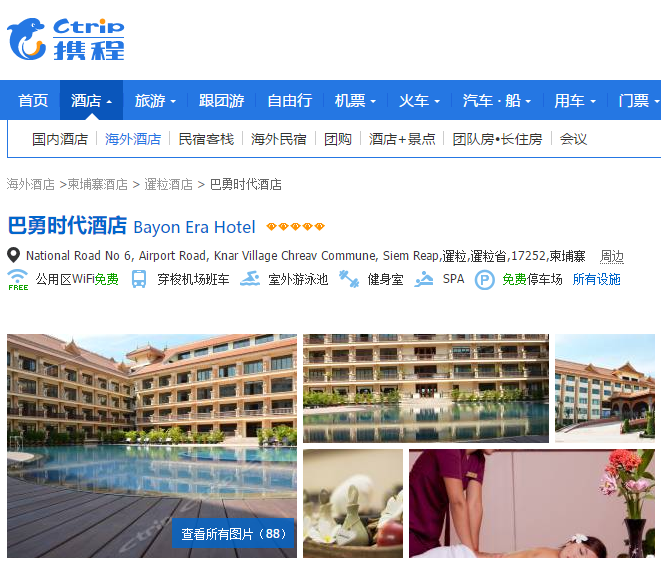 Ctrip
携程
首页 酒店 旅游 跟团游 自由行 机票 火车 汽车·船 用车 门票
国内酒店 海外酒店 民宿客栈 海外民宿 团购 酒店+景点 团队房•长住房 会议
海外酒店 >柬埔寨酒店 > 暹粒酒店 > 巴勇时代酒店
巴勇时代酒店 Bayon Era Hotel
National Road No 6, Airport Road, Knar Village Chreav Commune, Siem Reap,暹粒,暹粒省,17252,柬埔寨 周边
FREE 公用区WiFi免费 穿梭机场班车 室外游泳池 健身室 SPA P 免费停车场 所有设施
Ctrip 携程
查看所有图片（88）